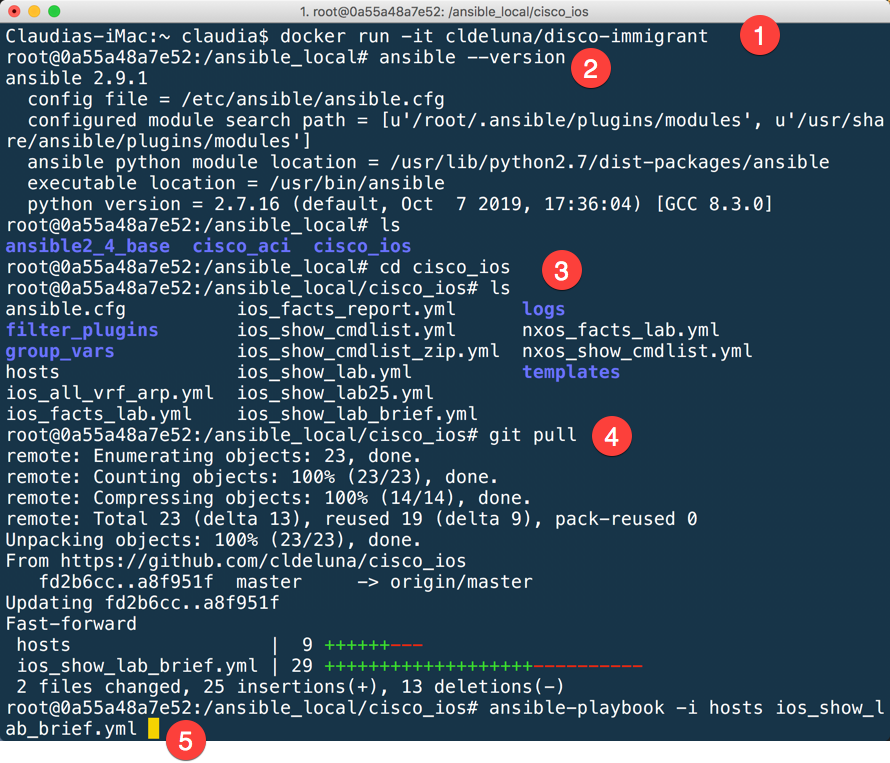 1. root@0a55a48a7e52: /ansible_local/cisco_ios
Claudias-iMac:~ claudia$ docker run -it cldeluna/disco-immigrant 1
root@0a55a48a7e52:/ansible_local# ansible --version 2
ansible 2.9.1
  config file = /etc/ansible/ansible.cfg
  configured module search path = [u'/root/.ansible/plugins/modules', u'/usr/sha
re/ansible/plugins/modules']
  ansible python module location = /usr/lib/python2.7/dist-packages/ansible
  executable location = /usr/bin/ansible
  python version = 2.7.16 (default, Oct  7 2019, 17:36:04) [GCC 8.3.0]
root@0a55a48a7e52:/ansible_local# ls
ansible2_4_base  cisco_aci  cisco_ios
root@0a55a48a7e52:/ansible_local# cd cisco_ios 3
root@0a55a48a7e52:/ansible_local/cisco_ios# ls
ansible.cfg          ios_facts_report.yml      logs
filter_plugins       ios_show_cmdlist.yml      nxos_facts_lab.yml
group_vars           ios_show_cmdlist_zip.yml  nxos_show_cmdlist.yml
hosts                ios_show_lab.yml          templates
ios_all_vrf_arp.yml  ios_show_lab25.yml
ios_facts_lab.yml    ios_show_lab_brief.yml
root@0a55a48a7e52:/ansible_local/cisco_ios# git pull 4
remote: Enumerating objects: 23, done.
remote: Counting objects: 100% (23/23), done.
remote: Compressing objects: 100% (14/14), done.
remote: Total 23 (delta 13), reused 19 (delta 9), pack-reused 0
Unpacking objects: 100% (23/23), done.
From https://github.com/cldeluna/cisco_ios
   fd2b6cc..a8f951f  master     -> origin/master
Updating fd2b6cc..a8f951f
Fast-forward
 hosts                  |  9 ++++++---
 ios_show_lab_brief.yml | 29 +++++++++++++++++++----------
 2 files changed, 25 insertions(+), 13 deletions(-)
root@0a55a48a7e52:/ansible_local/cisco_ios# ansible-playbook -i hosts ios_show_l
ab_brief.yml 5